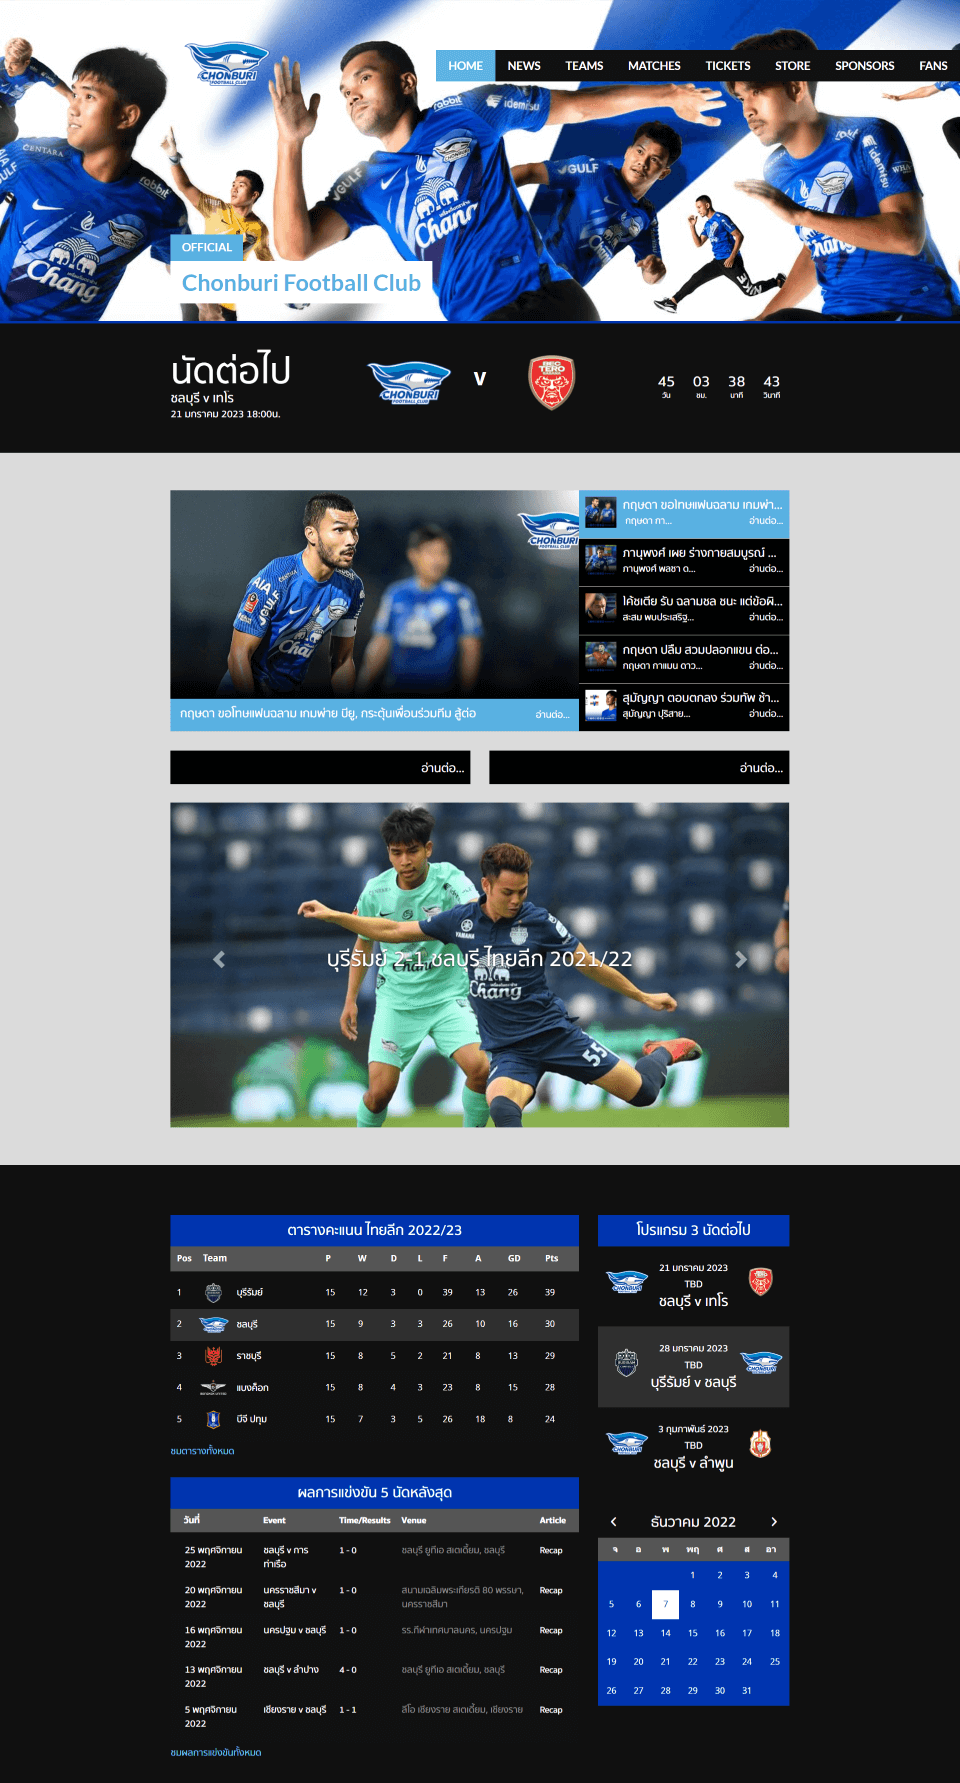 CHONBURI
FOOTBALL CLUB
HOME NEWS TEAMS MATCHES TICKETS STORE SPONSORS FANS
OFFICIAL
Chonburi Football Club
นัดต่อไป
ชลบุรี v เทโร
21 มกราคม 2023 18:00น.
CHONBURI
FOOTBALL CLUB
v
45 03 38 43
วัน ชม. นาที วินาที
CHONBURI
FOOTBALL CLUB
กฤษดา ขอโทษแฟนฉลาม เกมพ่าย บียู, กระตุ้นเพื่อนร่วมทีม สู้ต่อ
อ่านต่อ...
กฤษดา ขอโทษแฟนฉลาม เกมพ่า...
กฤษดา กา... อ่านต่อ...
ภานุพงศ์ เผย ร่างกายสมบูรณ์ ...
ภานุพงศ์ พลซา ด... อ่านต่อ...
โค้ชเตี้ย รับ ฉลามชล ชนะ แต่ข้อผิ...
สะสม พบประเสริฐ... อ่านต่อ...
กฤษดา ปลื้ม สวมปลอกแขน ต่อ...
กฤษดา กาแมน ดาว... อ่านต่อ...
สุมัญญา ตอบตกลง ร่วมทัพ ช้า...
สุมัญญา ปุริสาย... อ่านต่อ...
อ่านต่อ... อ่านต่อ...
บุรีรัมย์ 2-1 ชลบุรี ไทยลีก 2021/22
ตารางคะแนน ไทยลีก 2022/23
Pos Team P W D L F A GD Pts
1 บุรีรัมย์ 15 12 3 0 39 13 26 39
2 ชลบุรี 15 9 3 3 26 10 16 30
3 ราชบุรี 15 8 5 2 21 8 13 29
4 แบงค็อก 15 8 4 3 23 8 15 28
5 บีจี ปทุม 15 7 3 5 26 18 8 24
ชมตารางทั้งหมด
ผลการแข่งขัน 5 นัดหลังสุด
วันที่ Event Time/Results Venue Article
25 พฤศจิกายน 2022 ชลบุรี v การท่าเรือ 1 - 0 ชลบุรี ยูทีเอ สเตเดี้ยม, ชลบุรี Recap
20 พฤศจิกายน 2022 นครราชสีมา v ชลบุรี 1 - 0 สนามเฉลิมพระเกียรติ 80 พรรษา, นครราชสีมา Recap
16 พฤศจิกายน 2022 นครปฐม v ชลบุรี 1 - 0 รร.กีฬาเทศบาลนคร, นครปฐม Recap
13 พฤศจิกายน 2022 ชลบุรี v ลำปาง 4 - 0 ชลบุรี ยูทีเอ สเตเดี้ยม, ชลบุรี Recap
5 พฤศจิกายน 2022 เชียงราย v ชลบุรี 1 - 1 ลีโอ เชียงราย สเตเดี้ยม, เชียงราย Recap
ชมผลการแข่งขันทั้งหมด
โปรแกรม 3 นัดต่อไป
21 มกราคม 2023
TBD
ชลบุรี v เทโร
28 มกราคม 2023
TBD
บุรีรัมย์ v ชลบุรี
3 กุมภาพันธ์ 2023
TBD
ชลบุรี v ลำพูน
ธันวาคม 2022
จ อ พ พฤ ศ ส อา
1 2 3 4
5 6 7 8 9 10 11
12 13 14 15 16 17 18
19 20 21 22 23 24 25
26 27 28 29 30 31